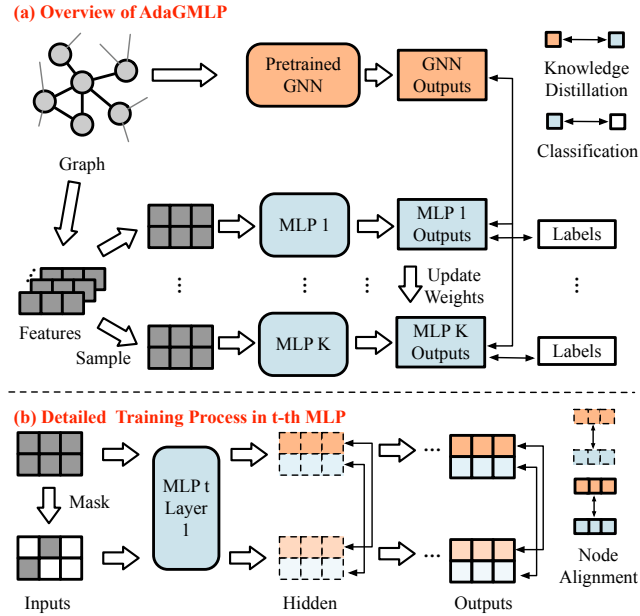 (a) Overview of AdaGMLP
Pretrained
GNN
GNN
Outputs
Knowledge
Distillation
Classification
Graph
MLP 1
MLP 1
Outputs
Labels
Update
Weights
Features
Sample
MLP K
MLP K
Outputs
Labels
(b) Detailed Training Process in t-th MLP
MLP t
Layer
1
Mask
Node
Alignment
Inputs
Hidden
Outputs